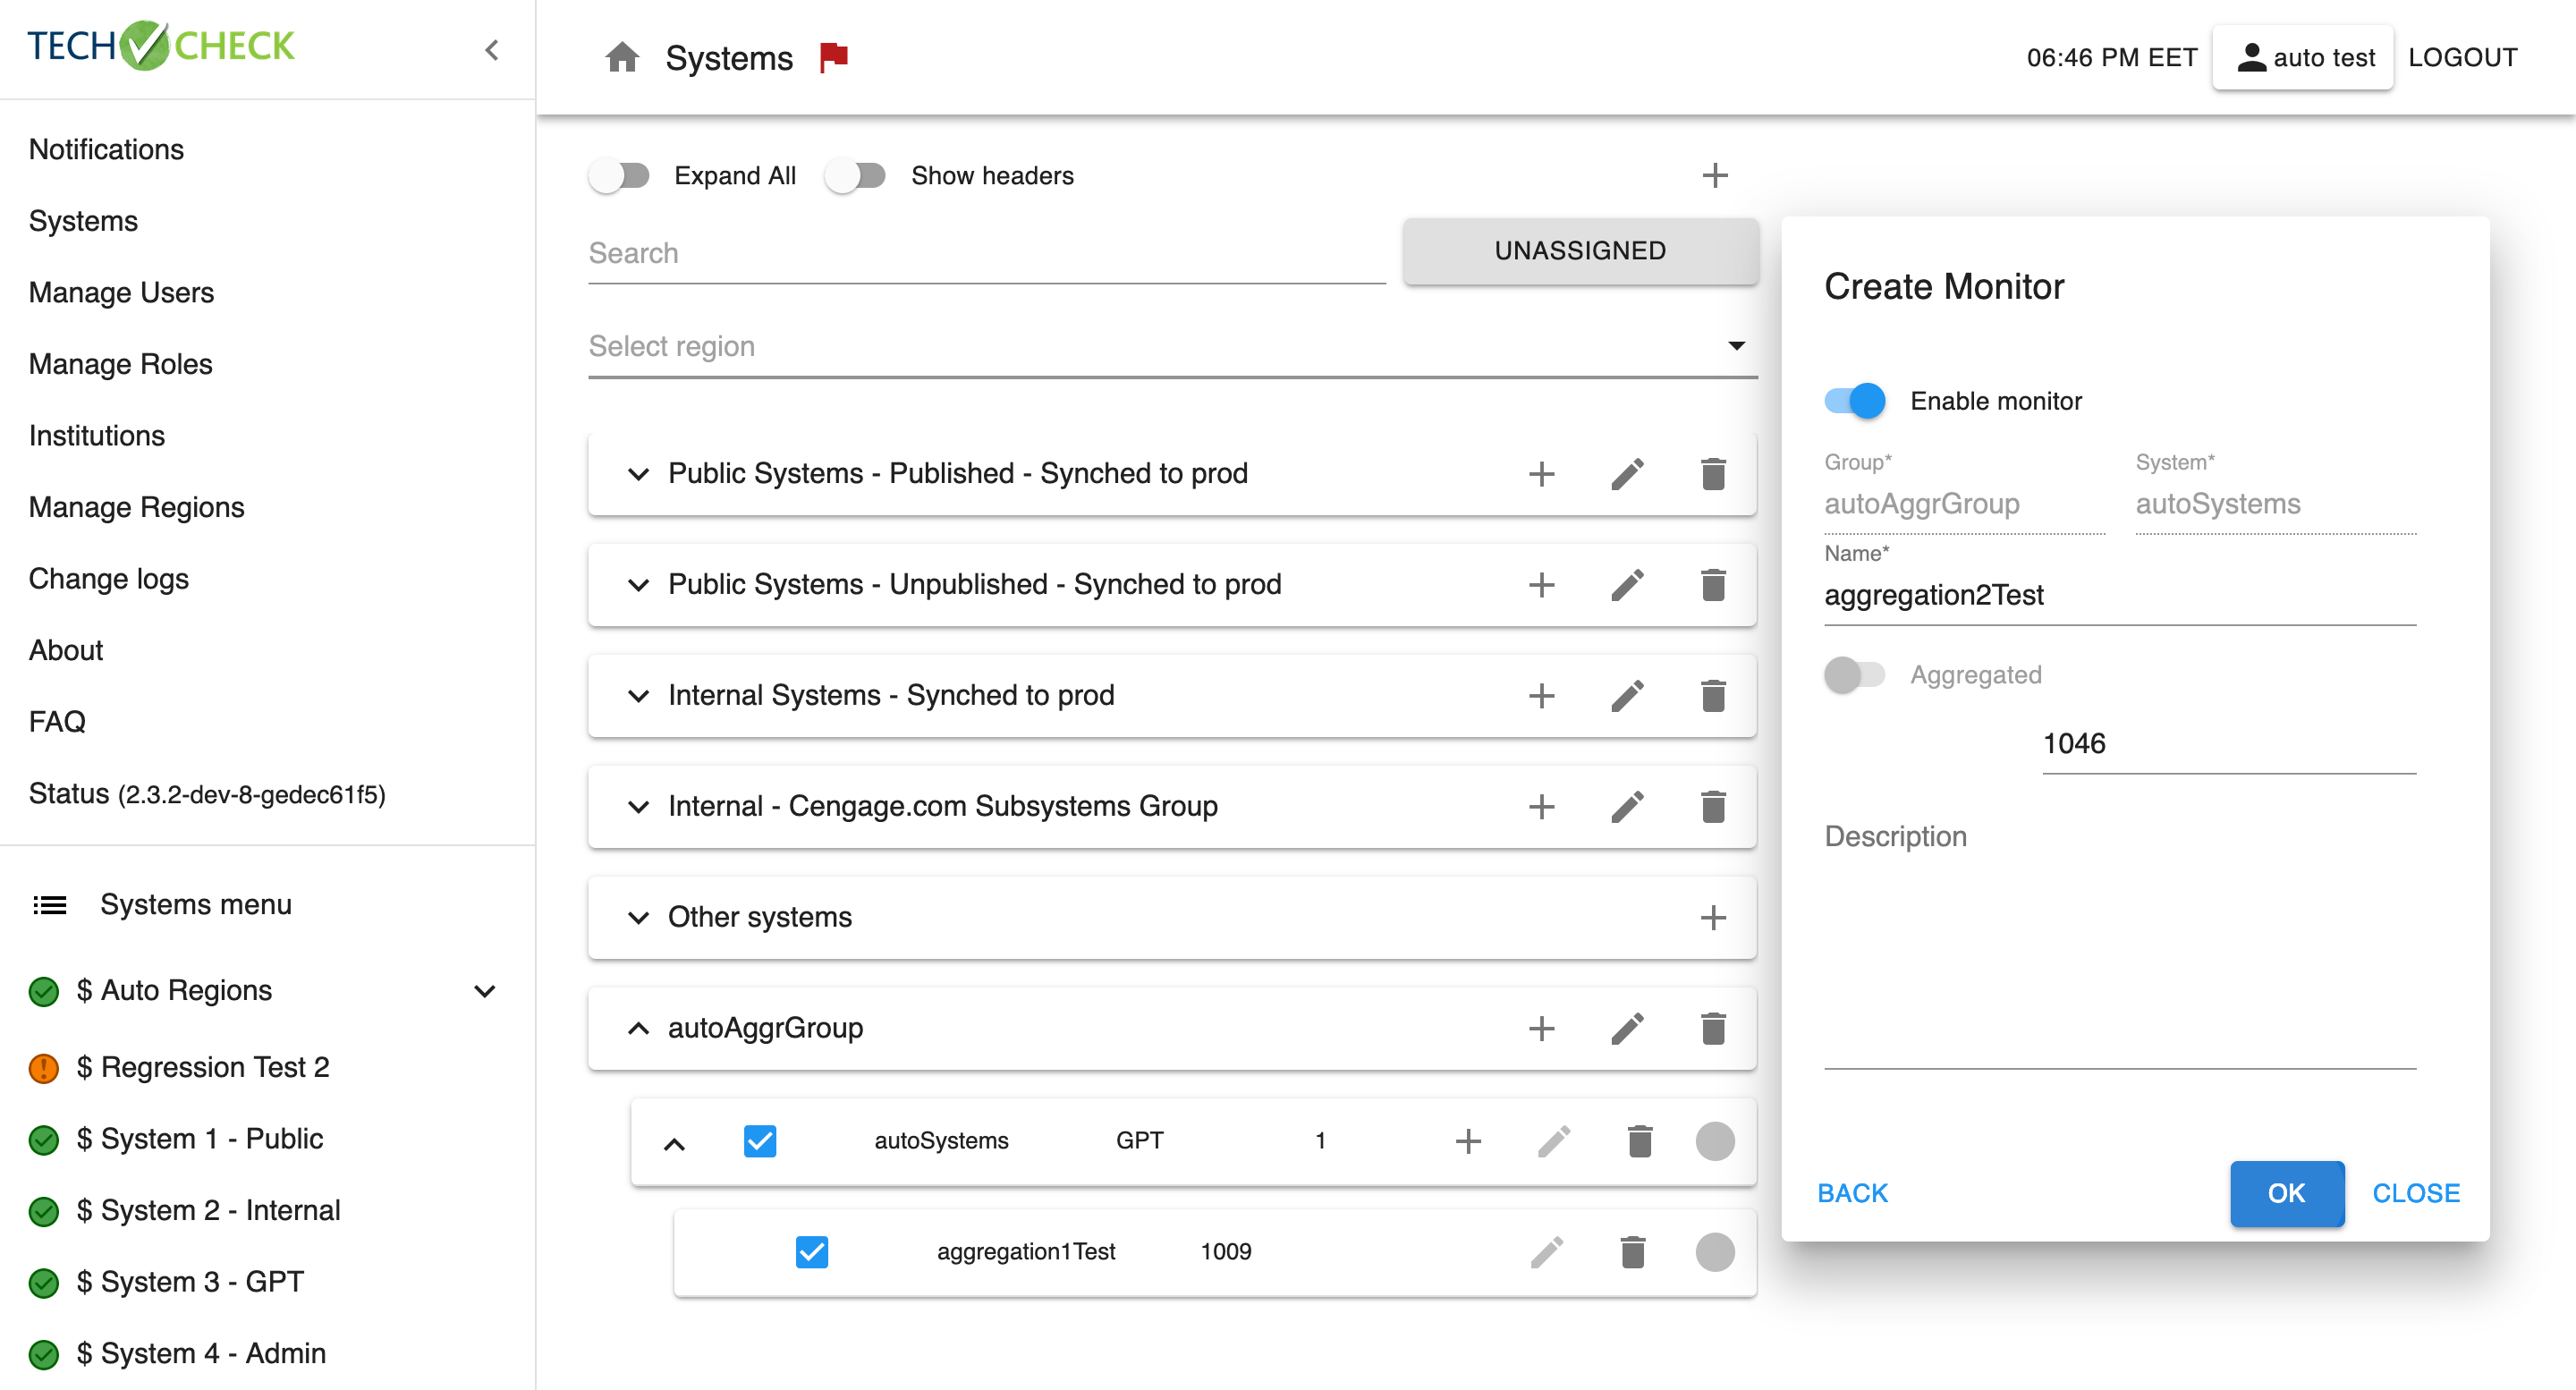 TECH CHECK
Notifications
Systems
Manage Users
Manage Roles
Institutions
Manage Regions
Change logs
About
FAQ
Status (2.3.2-dev-8-gedec61f5)
Systems menu
$ Auto Regions
$ Regression Test 2
$ System 1 - Public
$ System 2 - Internal
$ System 3 - GPT
$ System 4 - Admin
Systems
06:46 PM EET
auto test
LOGOUT
Expand All
Show headers
Search
UNASSIGNED
Select region
Public Systems - Published - Synched to prod
Public Systems - Unpublished - Synched to prod
Internal Systems - Synched to prod
Internal - Cengage.com Subsystems Group
Other systems
autoAggrGroup
autoSystems GPT 1
aggregation1Test 1009
Create Monitor
Enable monitor
Group* System*
autoAggrGroup autoSystems
Name*
aggregation2Test
Aggregated
1046
Description
BACK OK CLOSE